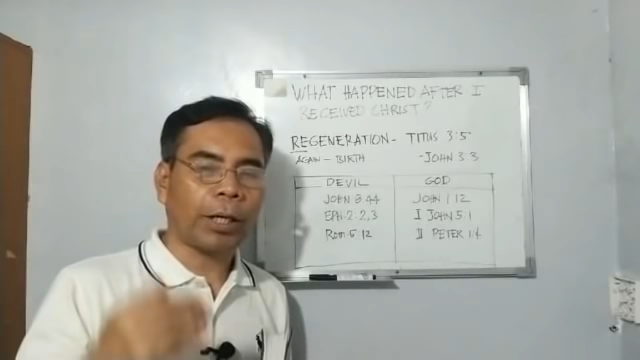 WHAT HAPPENED AFTER I
RECEIVED CHRIST?
REGENERATION - TITUS 3:5
AGAIN - BIRTH - JOHN 3:3
DEVIL GOD
JOHN 8:44 JOHN 1:12
EPH. 2:2,3 I JOHN 5:1
ROM 5:12 II PETER 1:4